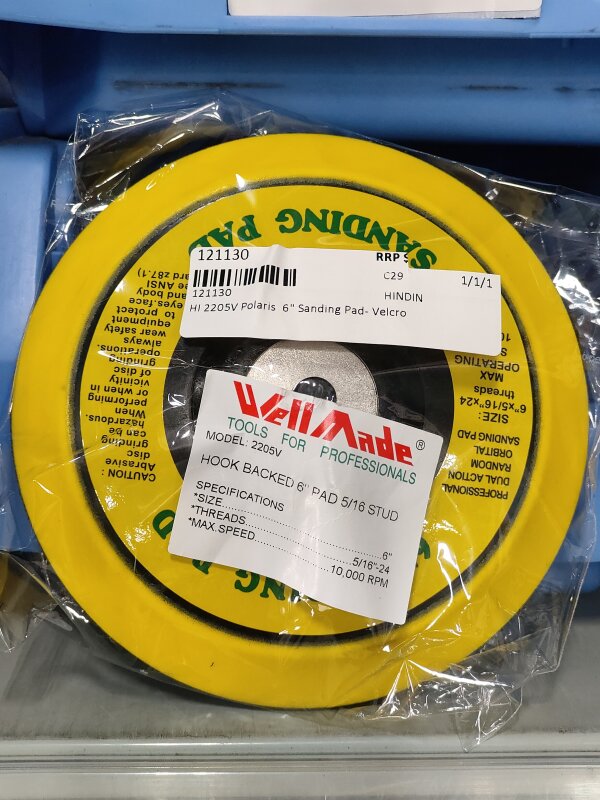 SANDING PAD
121130
RRP $
121130
C29
1/1/1
HINDIN
HI 2205V Polaris 6" Sanding Pad- Velcro
WellMade®
TOOLS FOR PROFESSIONALS
MODEL: 2205V
HOOK BACKED 6" PAD 5/16 STUD
SPECIFICATIONS
*SIZE..............................6"
*THREADS......................5/16"-24
*MAX.SPEED..................10,000 RPM
CAUTION :
Abrasive
disc
grinding
can be
hazardous.
When
performing
or when in
vicinity
of disc
grinding
operations.
always
wear safety
equipment
to protect
eyes.face
and body
ard z87.1)
PROFESSIONAL
DUAL ACTION
RANDOM
ORBITAL
SANDING PAD
SIZE:
6"x5/16"x24
threads
MAX
OPERATING